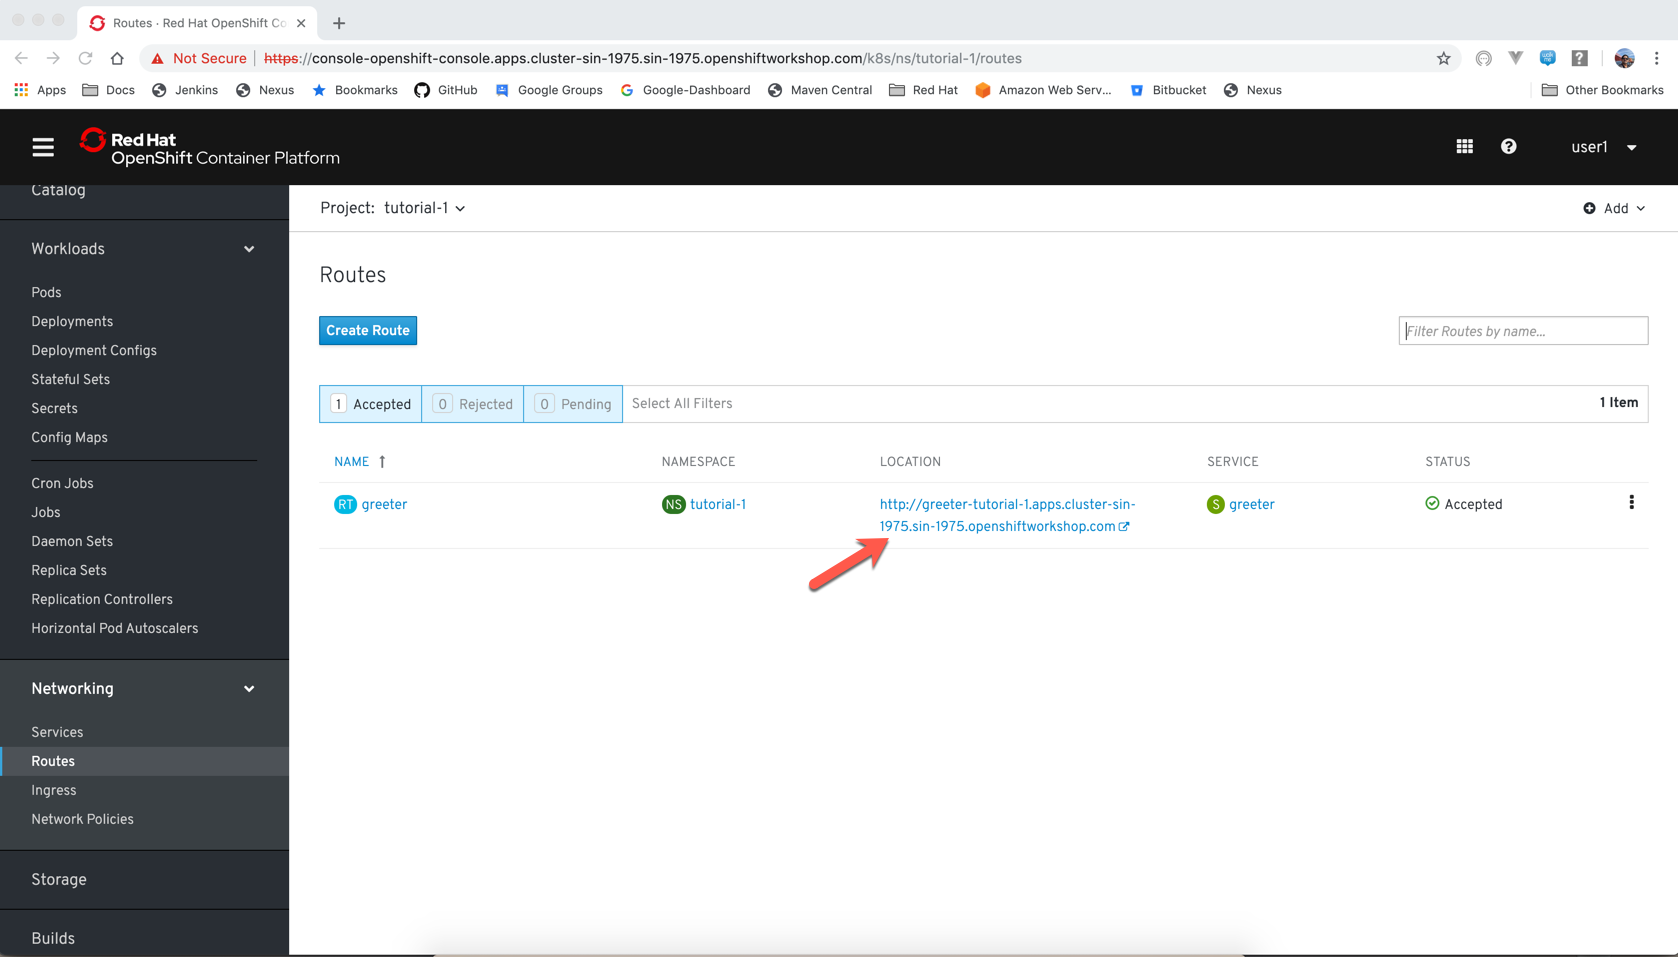 Routes · Red Hat OpenShift Co
Not Secure | https://console-openshift-console.apps.cluster-sin-1975.sin-1975.openshiftworkshop.com/k8s/ns/tutorial-1/routes
Apps Docs Jenkins Nexus Bookmarks GitHub Google Groups Google-Dashboard Maven Central Red Hat Amazon Web Serv... Bitbucket Nexus Other Bookmarks
Red Hat
OpenShift Container Platform
user1
Catalog
Workloads
Pods
Deployments
Deployment Configs
Stateful Sets
Secrets
Config Maps
Cron Jobs
Jobs
Daemon Sets
Replica Sets
Replication Controllers
Horizontal Pod Autoscalers
Networking
Services
Routes
Ingress
Network Policies
Storage
Builds
Project: tutorial-1
Add
Routes
Create Route
Filter Routes by name...
1 Accepted 0 Rejected 0 Pending Select All Filters 1 Item
NAME NAMESPACE LOCATION SERVICE STATUS
RT greeter NS tutorial-1 http://greeter-tutorial-1.apps.cluster-sin- S greeter Accepted
1975.sin-1975.openshiftworkshop.com